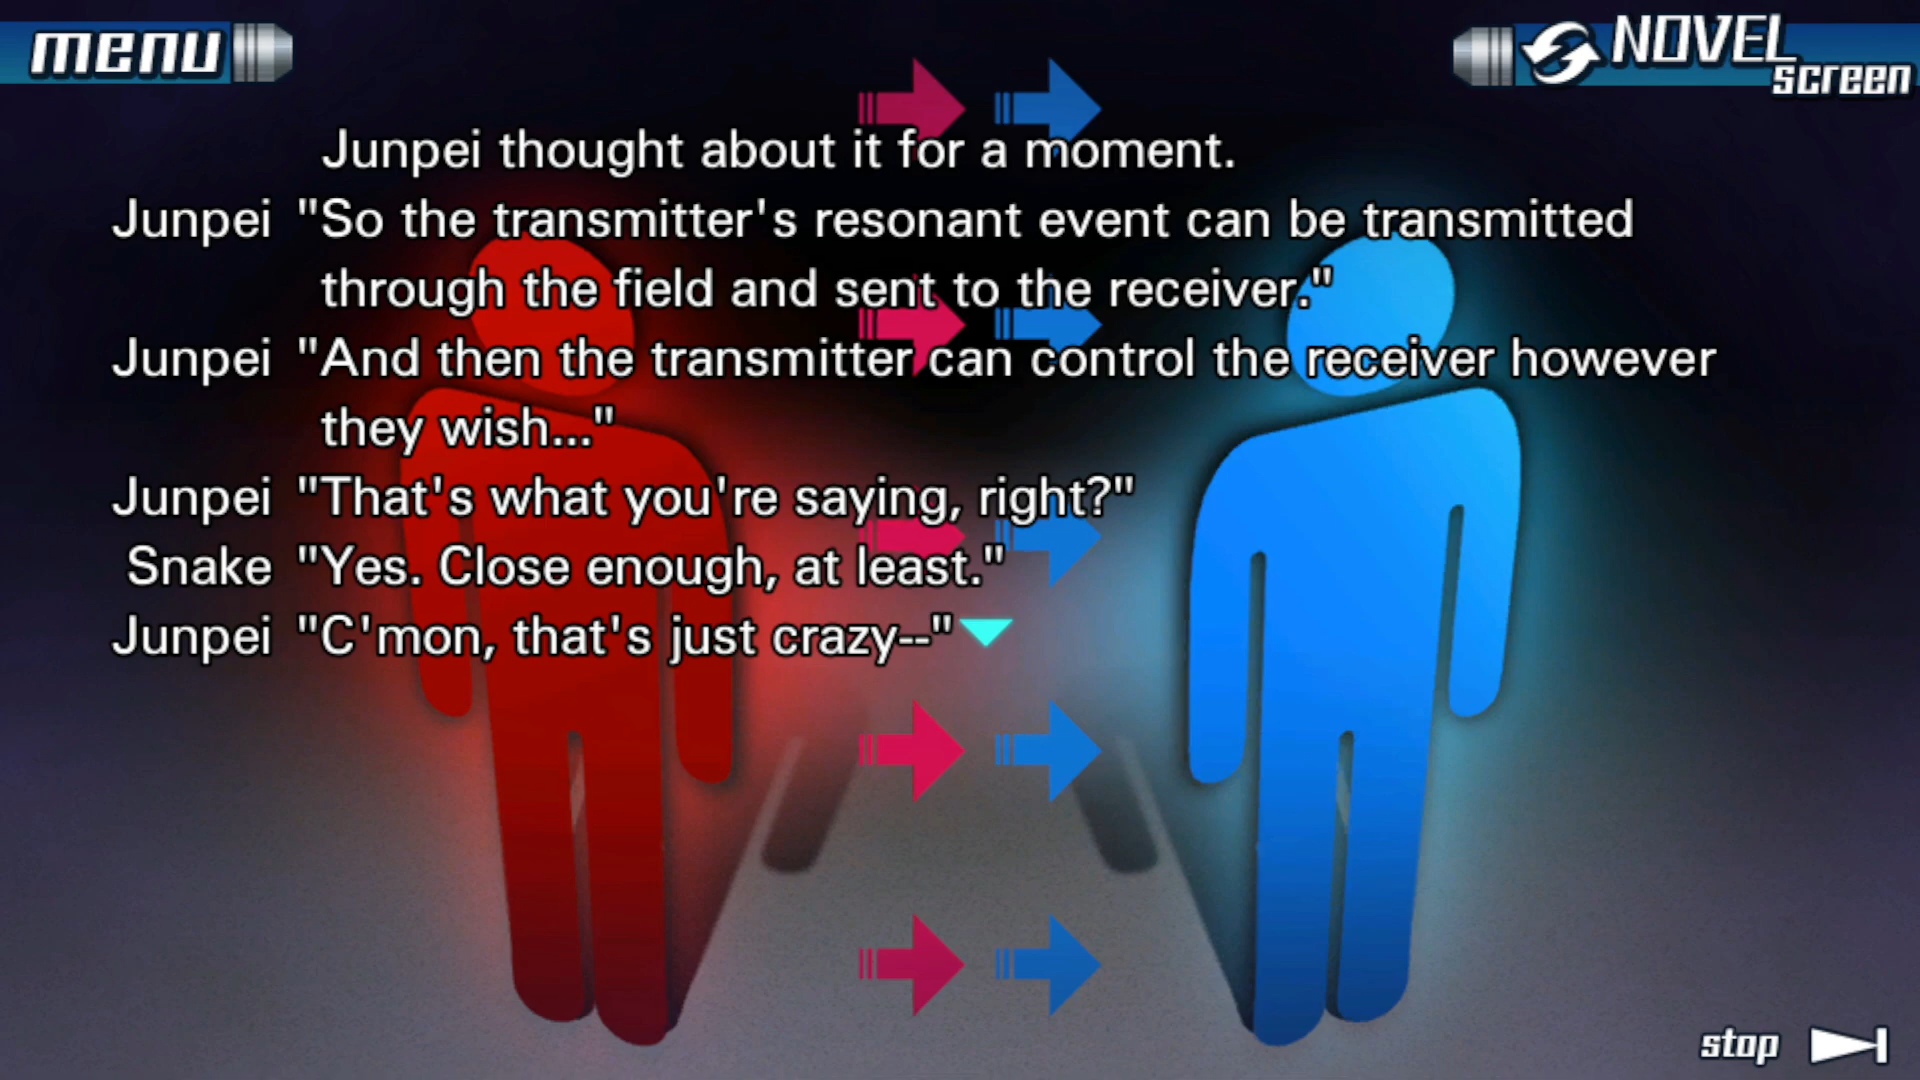 menu
NOVEL
screen
Junpei thought about it for a moment.
Junpei "So the transmitter's resonant event can be transmitted
through the field and sent to the receiver."
Junpei "And then the transmitter can control the receiver however
they wish..."
Junpei "That's what you're saying, right?"
Snake "Yes. Close enough, at least."
Junpei "C'mon, that's just crazy--"
stop